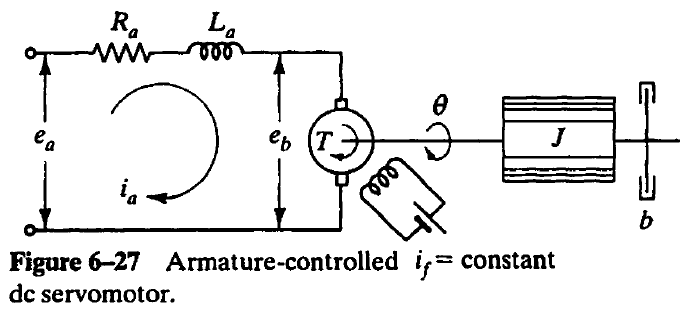 R_a L_a
e_a
i_a
e_b
T
θ
J
b
i_f = constant
Figure 6–27 Armature-controlled
dc servomotor.